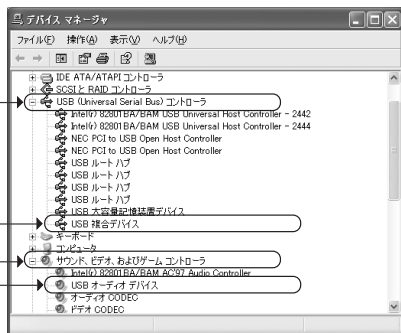 デバイス マネージャ
ファイル(F) 操作(A) 表示(V) ヘルプ(H)
IDE ATA/ATAPI コントローラ
SCSI と RAID コントローラ
USB (Universal Serial Bus) コントローラ
Intel(r) 82801BA/BAM USB Universal Host Controller - 2442
Intel(r) 82801BA/BAM USB Universal Host Controller - 2444
NEC PCI to USB Open Host Controller
NEC PCI to USB Open Host Controller
USB ルート ハブ
USB ルート ハブ
USB ルート ハブ
USB ルート ハブ
USB 大容量記憶装置デバイス
USB 複合デバイス
キーボード
コンピュータ
サウンド、ビデオ、およびゲーム コントローラ
Intel(r) 82801BA/BAM AC'97 Audio Controller
USB オーディオ デバイス
オーディオ CODEC
ビデオ CODEC